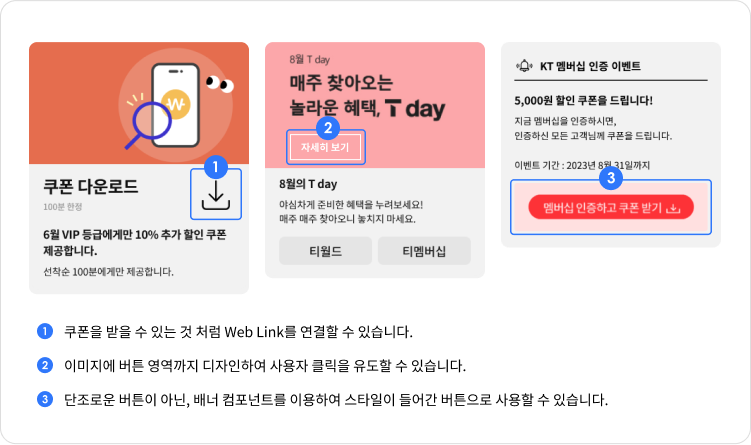 쿠폰 다운로드
100분 한정
1
6월 VIP 등급에게만 10% 추가 할인 쿠폰
제공합니다.
선착순 100분에게만 제공합니다.
8월 T day
매주 찾아오는
놀라운 혜택, T day
2
자세히 보기
8월의 T day
야심차게 준비한 혜택을 누려보세요!
매주 매주 찾아오니 놓치지 마세요.
티월드
티멤버십
KT 멤버십 인증 이벤트
5,000원 할인 쿠폰을 드립니다!
지금 멤버십을 인증하시면,
인증하신 모든 고객님께 쿠폰을 드립니다.
이벤트 기간 : 2023년 8월 31일까지
3
멤버십 인증하고 쿠폰 받기
1 쿠폰을 받을 수 있는 것 처럼 Web Link를 연결할 수 있습니다.
2 이미지에 버튼 영역까지 디자인하여 사용자 클릭을 유도할 수 있습니다.
3 단조로운 버튼이 아닌, 배너 컴포넌트를 이용하여 스타일이 들어간 버튼으로 사용할 수 있습니다.